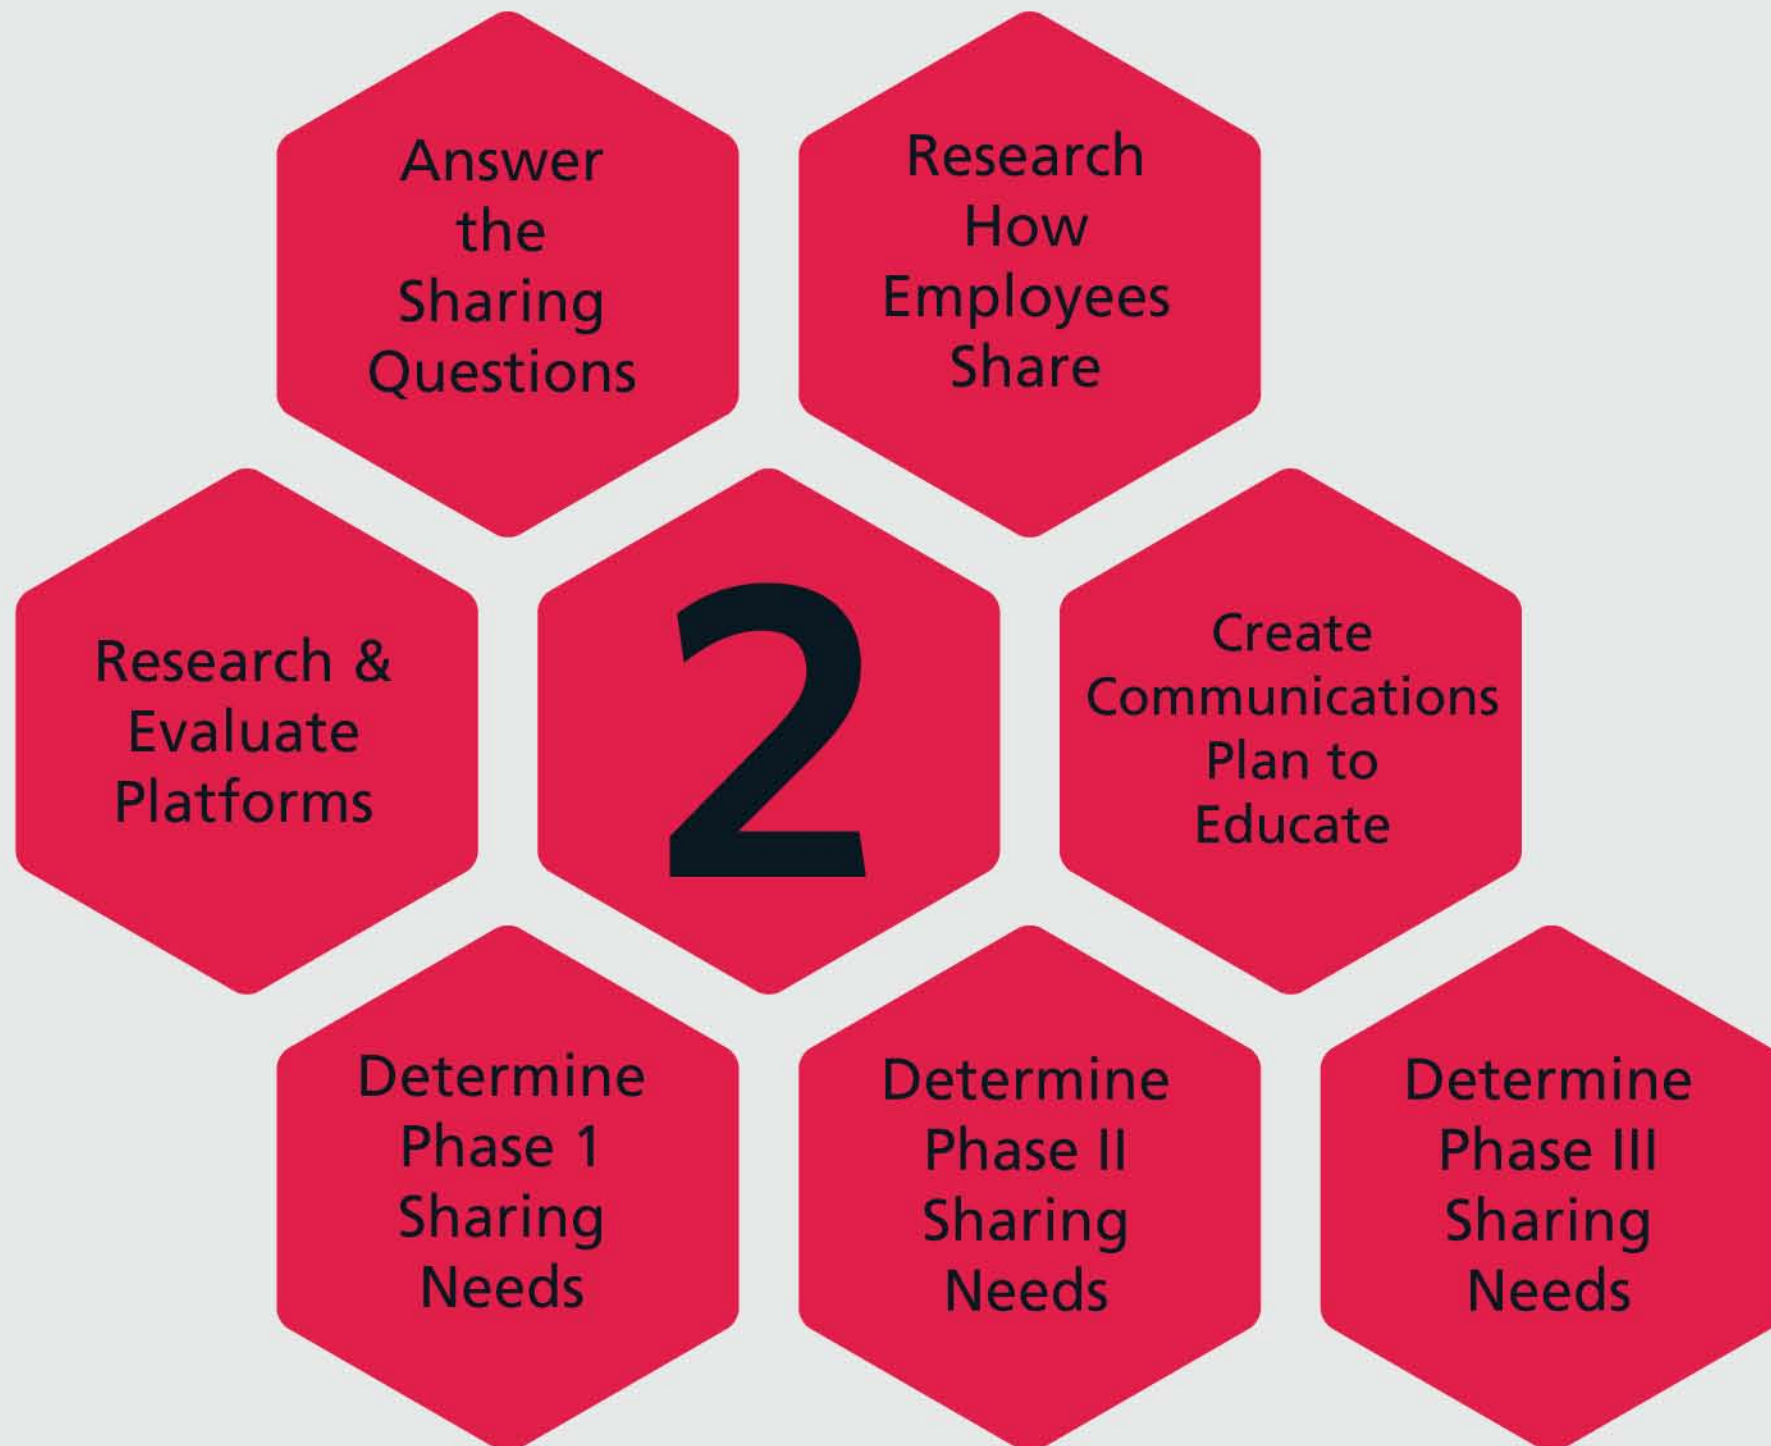 Answer
the
Sharing
Questions
Research
How
Employees
Share
Research &
Evaluate
Platforms
2
Create
Communications
Plan to
Educate
Determine
Phase 1
Sharing
Needs
Determine
Phase II
Sharing
Needs
Determine
Phase III
Sharing
Needs